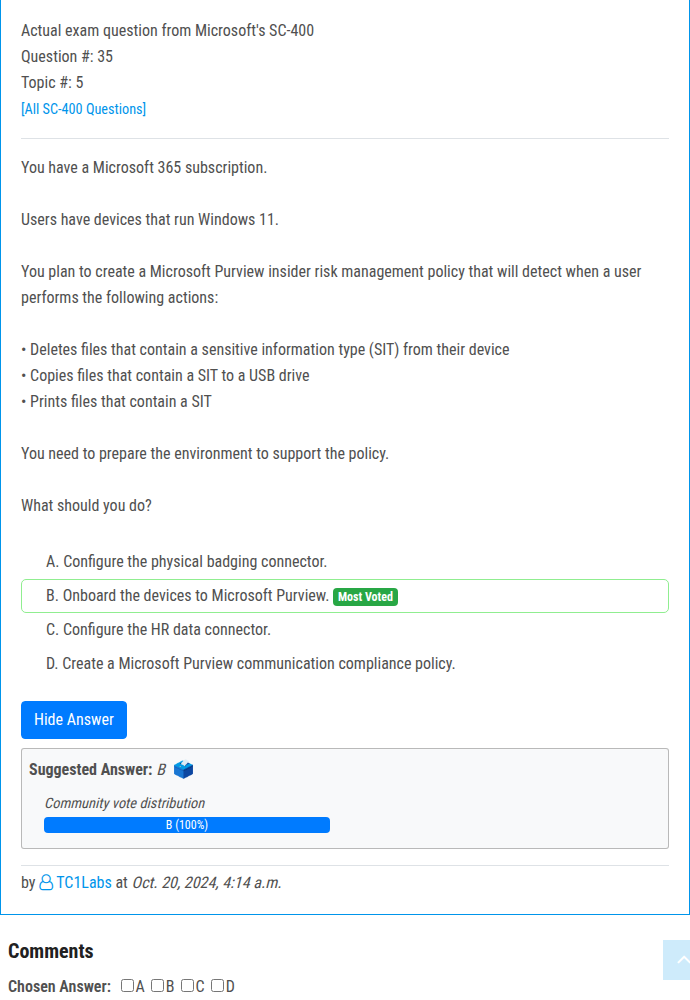 Actual exam question from Microsoft's SC-400
Question #: 35
Topic #: 5
[All SC-400 Questions]
You have a Microsoft 365 subscription.
Users have devices that run Windows 11.
You plan to create a Microsoft Purview insider risk management policy that will detect when a user
performs the following actions:
• Deletes files that contain a sensitive information type (SIT) from their device
• Copies files that contain a SIT to a USB drive
• Prints files that contain a SIT
You need to prepare the environment to support the policy.
What should you do?
A. Configure the physical badging connector.
B. Onboard the devices to Microsoft Purview. Most Voted
C. Configure the HR data connector.
D. Create a Microsoft Purview communication compliance policy.
Hide Answer
Suggested Answer: B
Community vote distribution
B (100%)
by TC1Labs at Oct. 20, 2024, 4:14 a.m.
Comments
Chosen Answer: A B C D